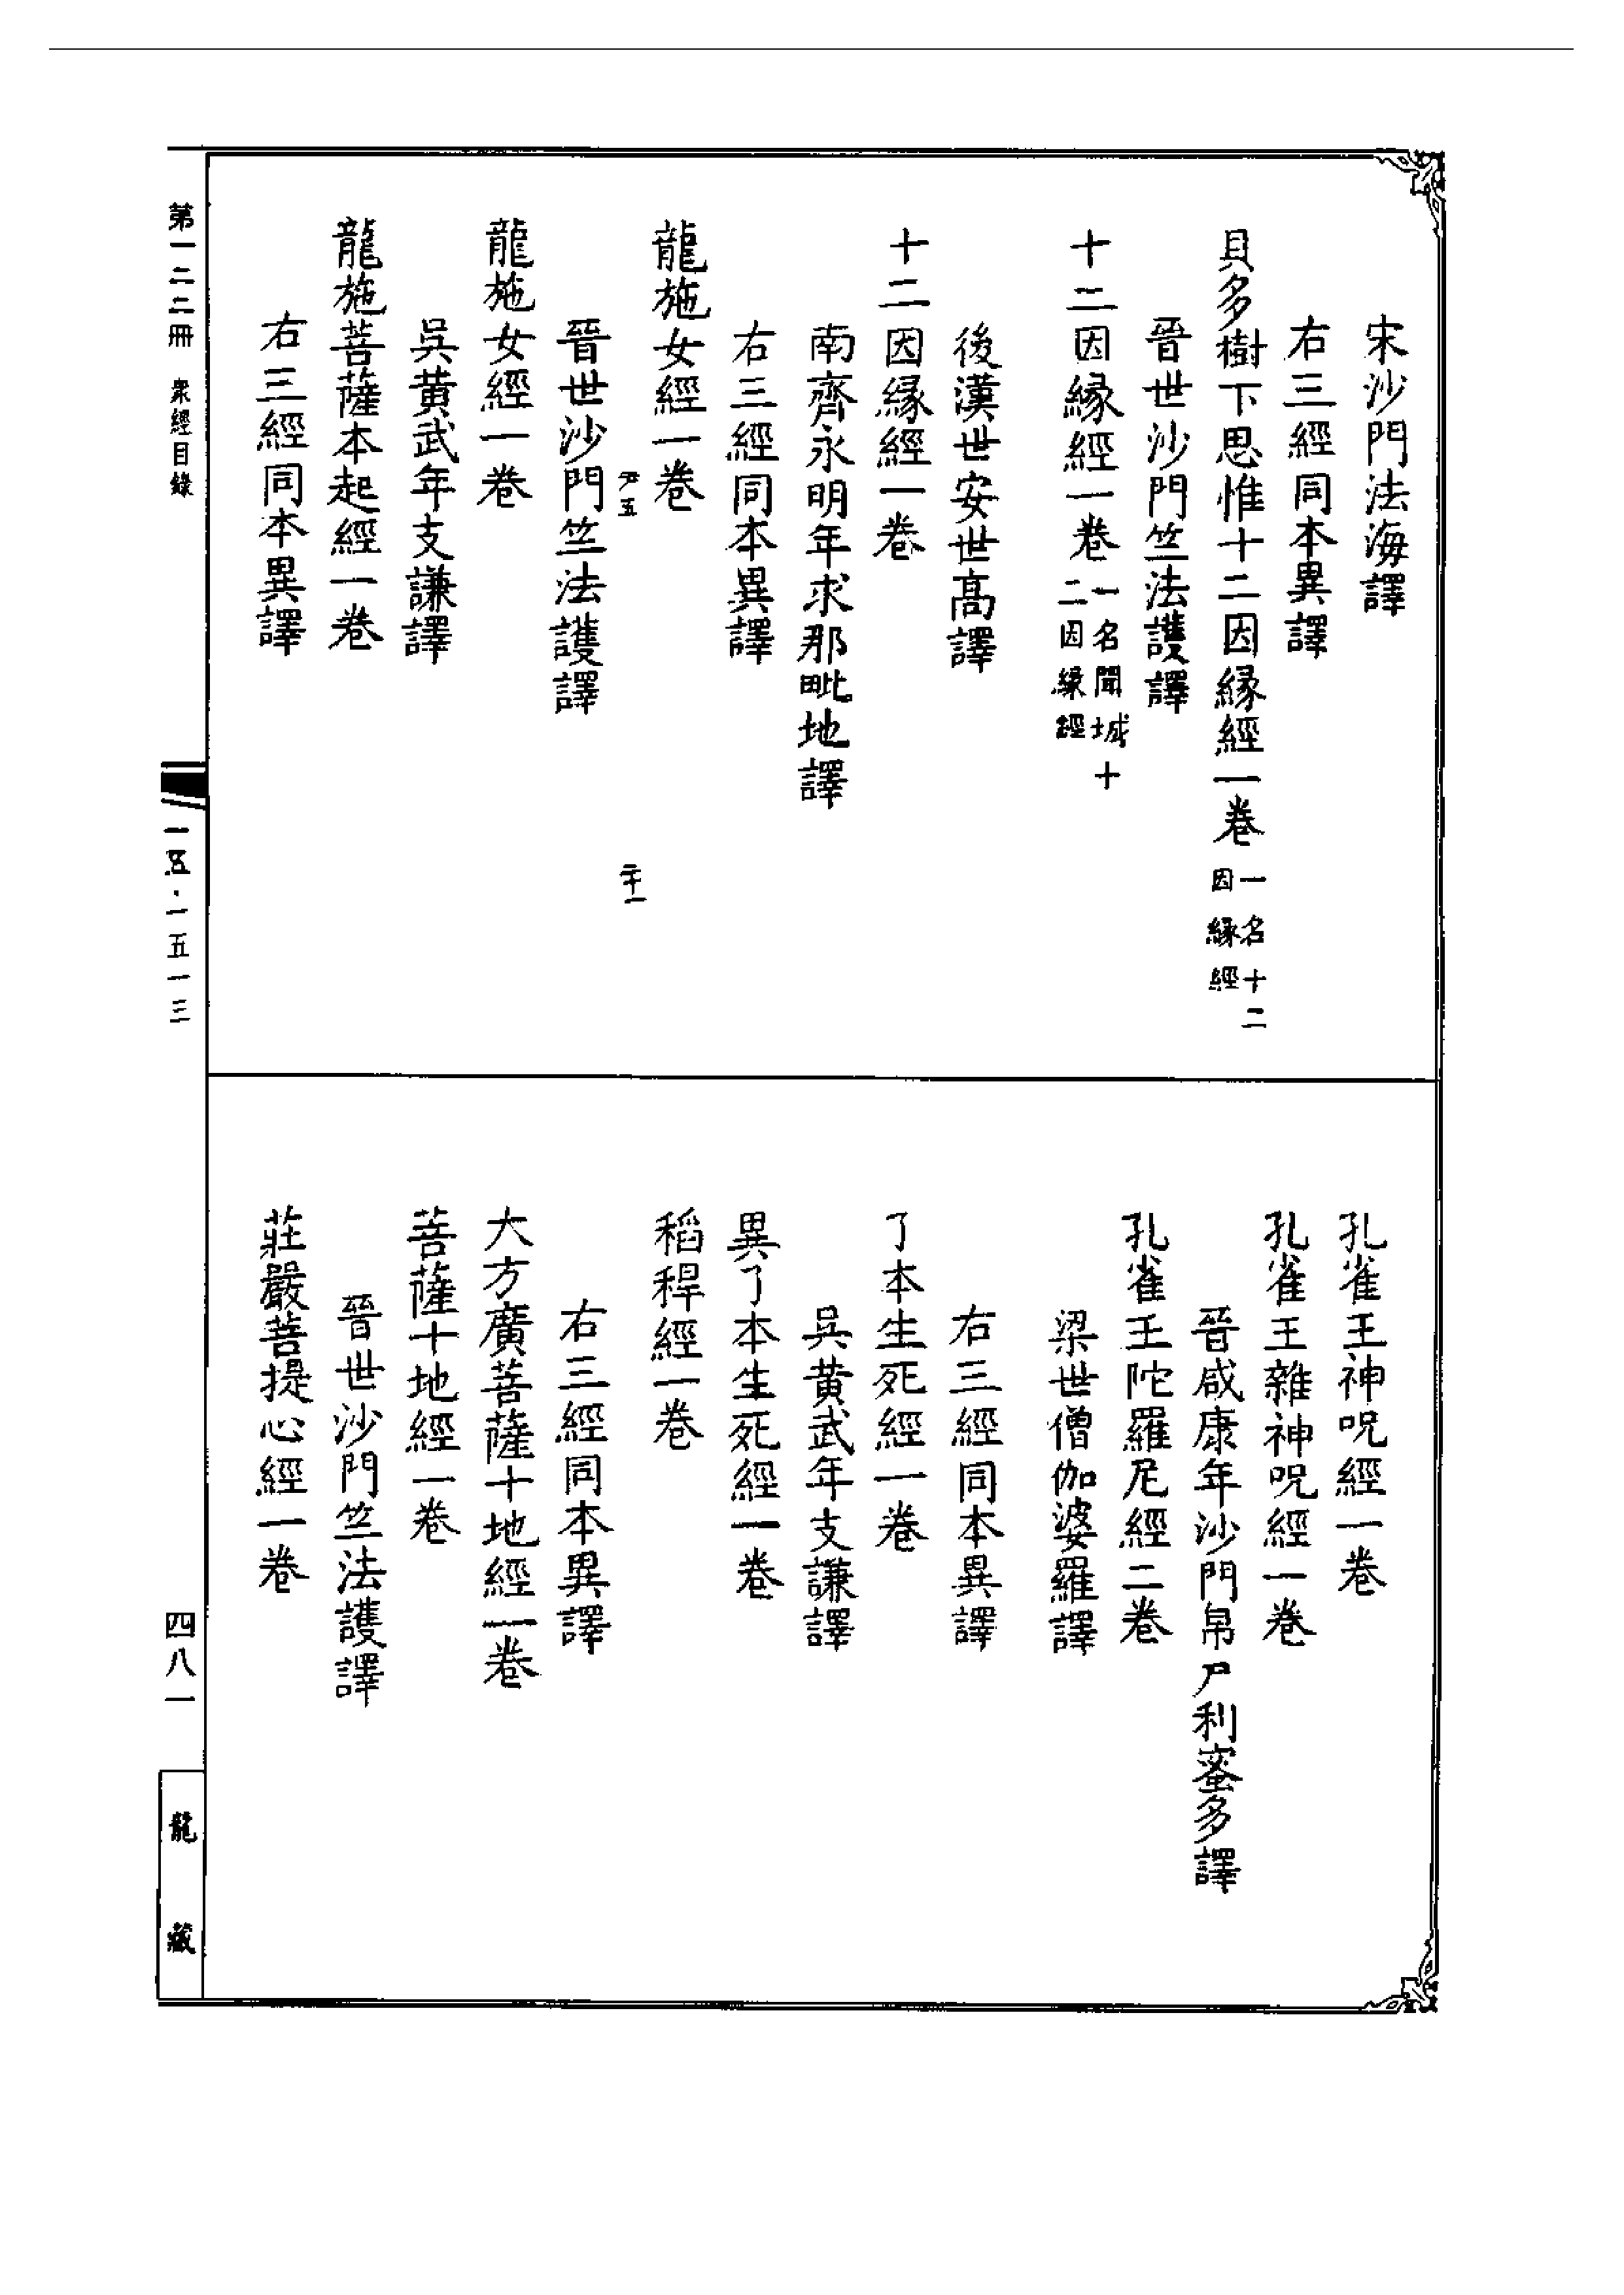 宋沙門法海譯
右三經同本異譯
貝多樹下思惟十二因緣經一卷 一名十二因緣經
晉世沙門竺法護譯
十二因緣經一卷 一名聞城十二因緣經
後漢世安世高譯
十二因緣經一卷
南齊永明年求那毗地譯
右三經同本異譯
龍施女經一卷
尹五 二十一
晉世沙門竺法護譯
龍施女經一卷
吳黃武年支謙譯
龍施菩薩本起經一卷
右三經同本異譯
孔雀王神呪經一卷
孔雀王雜神呪經一卷
晉咸康年沙門帛尸利蜜多譯
孔雀王陀羅尼經二卷
梁世僧伽婆羅譯
右三經同本異譯
了本生死經一卷
吳黃武年支謙譯
異了本生死經一卷
稻稈經一卷
右三經同本異譯
大方廣菩薩十地經一卷
菩薩十地經一卷
晉世沙門竺法護譯
莊嚴菩提心經一卷
第一二二冊 衆經目錄
一五·一五一三
四八一
龍藏